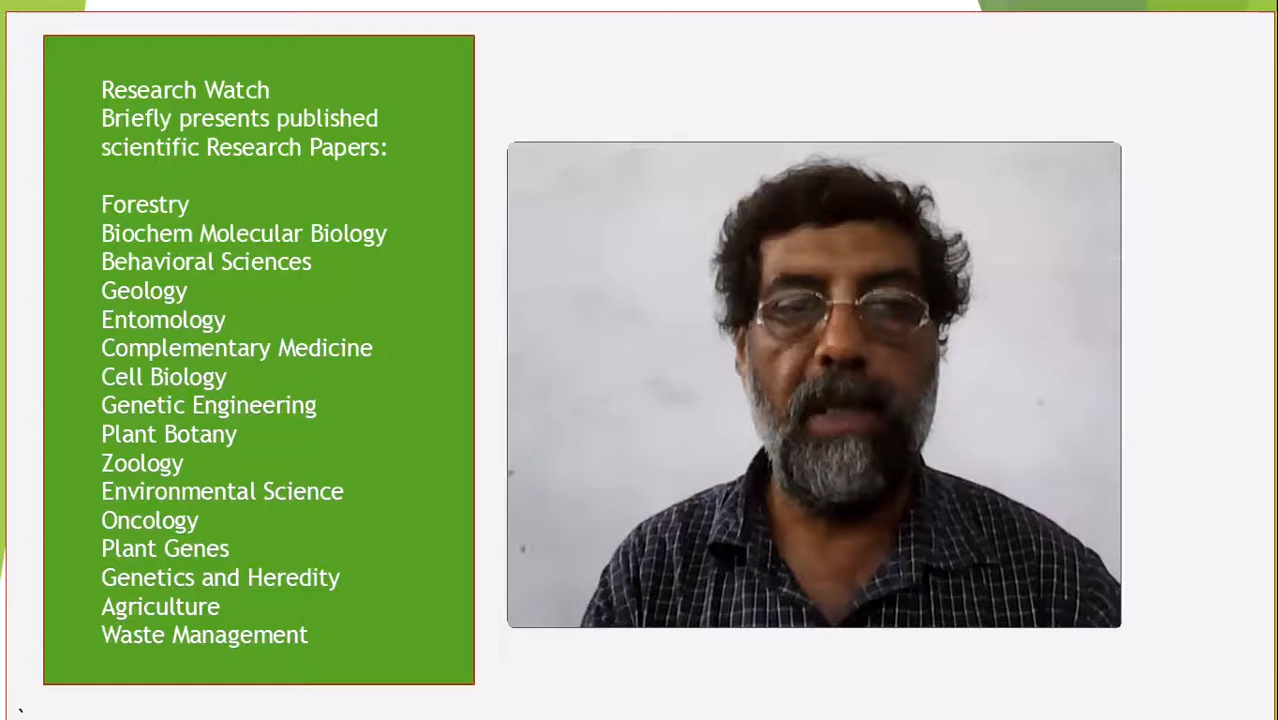 Research Watch
Briefly presents published
scientific Research Papers:
Forestry
Biochem Molecular Biology
Behavioral Sciences
Geology
Entomology
Complementary Medicine
Cell Biology
Genetic Engineering
Plant Botany
Zoology
Environmental Science
Oncology
Plant Genes
Genetics and Heredity
Agriculture
Waste Management
`